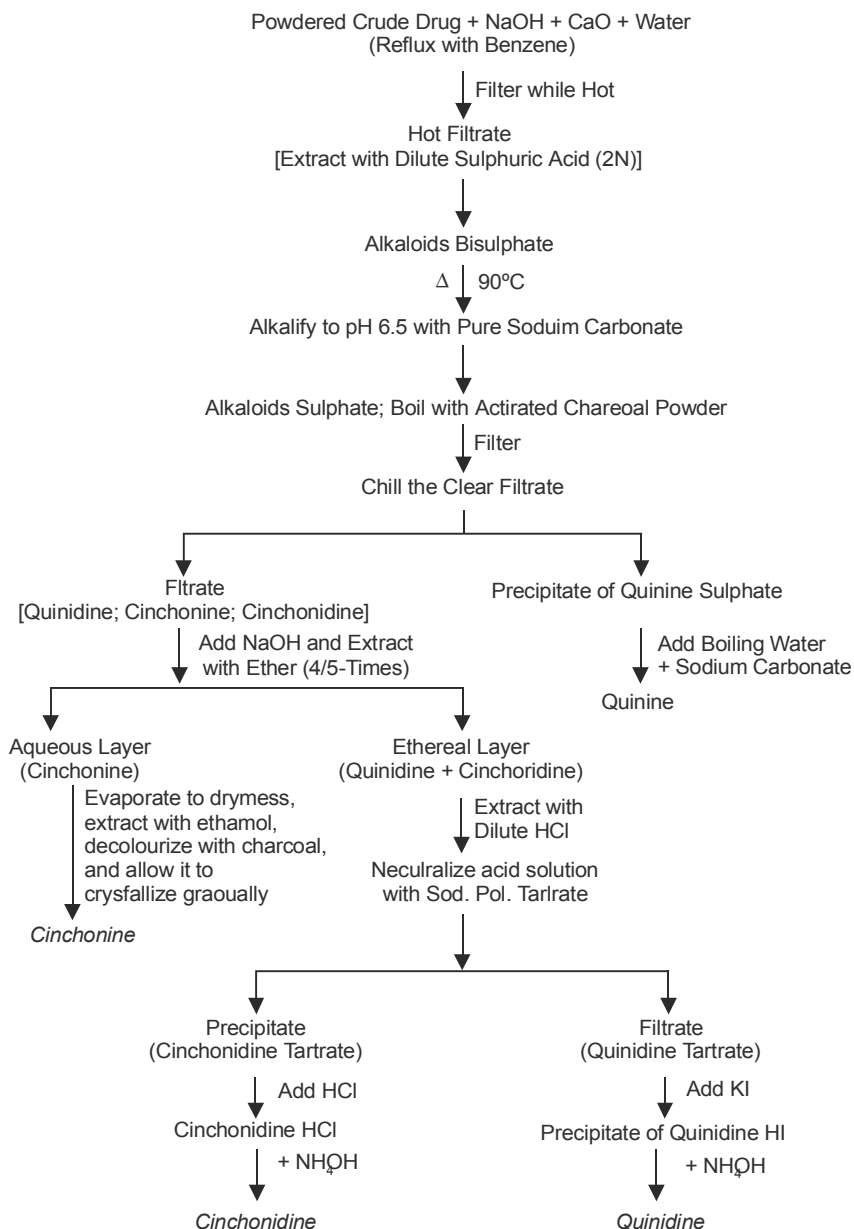 Powdered Crude Drug + NaOH + CaO + Water
(Reflux with Benzene)
Filter while Hot
Hot Filtrate
[Extract with Dilute Sulphuric Acid (2N)]
Alkaloids Bisulphate
Δ 90ºC
Alkalify to pH 6.5 with Pure Soduim Carbonate
Alkaloids Sulphate; Boil with Actirated Chareoal Powder
Filter
Chill the Clear Filtrate
Fltrate
[Quinidine; Cinchonine; Cinchonidine]
Precipitate of Quinine Sulphate
Add NaOH and Extract
with Ether (4/5-Times)
Add Boiling Water
+ Sodium Carbonate
Quinine
Aqueous Layer
(Cinchonine)
Ethereal Layer
(Quinidine + Cinchoridine)
Evaporate to drymess,
extract with ethamol,
decolourize with charcoal,
and allow it to
crysfallize graoually
Cinchonine
Extract with
Dilute HCl
Neculralize acid solution
with Sod. Pol. Tarlrate
Precipitate
(Cinchonidine Tartrate)
Filtrate
(Quinidine Tartrate)
Add HCl
Add KI
Cinchonidine HCl
Precipitate of Quinidine HI
+ NH4OH
+ NH4OH
Cinchonidine
Quinidine